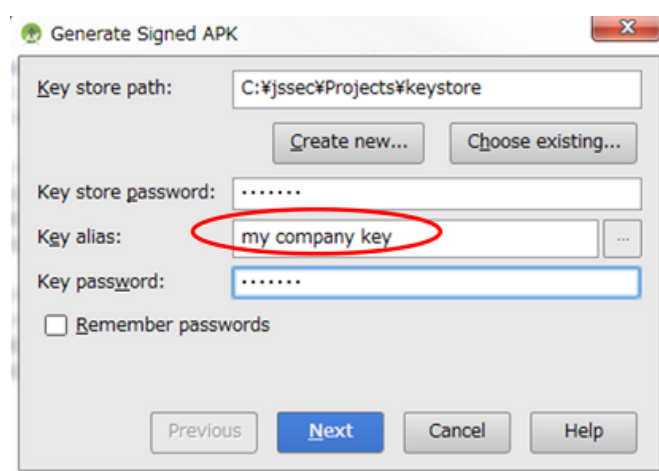 Generate Signed APK
Key store path: C:¥jssec¥Projects¥keystore
Create new... Choose existing...
Key store password: •••••••
Key alias: my company key ...
Key password: •••••••
Remember passwords
Previous Next Cancel Help